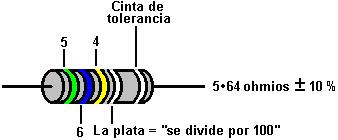 Cinta de
tolerancia
5
4
5•64 ohmios ± 10 %
6
La plata = "se divide por 100"